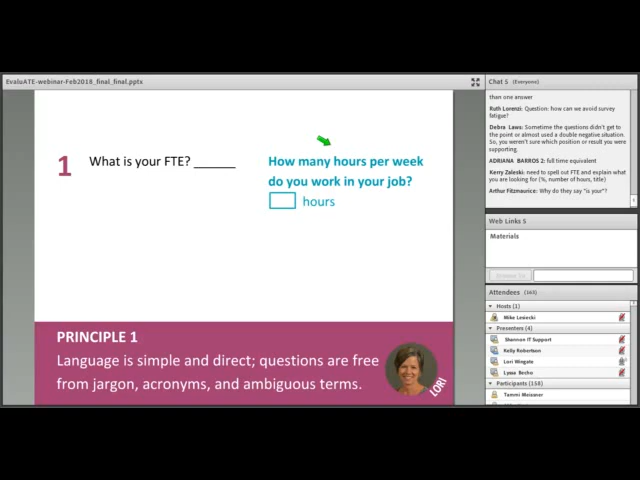 EvaluATE-webinar-Feb2018_final_final.pptx
1
What is your FTE? ______
How many hours per week
do you work in your job?
hours
PRINCIPLE 1
Language is simple and direct; questions are free
from jargon, acronyms, and ambiguous terms.
LORI
Chat 5 (Everyone)
than one answer
Ruth Lorenzi: Question: how can we avoid survey
fatigue?
Debra Laws: Sometime the questions didn't get to
the point or almost used a double negative situation.
So, you weren't sure which position or result you were
supporting.
ADRIANA BARROS 2: full time equivalent
Kerry Zaleski: need to spell out FTE and explain what
you are looking for (%, number of hours, title)
Arthur Fitzmaurice: Why do they say "is your"?
Web Links 5
Materials
Browse To
Attendees (163)
Hosts (1)
Mike Lesiecki
Presenters (4)
Shannon IT Support
Kelly Robertson
Lori Wingate
Lyssa Becho
Participants (158)
Tammi Meissner